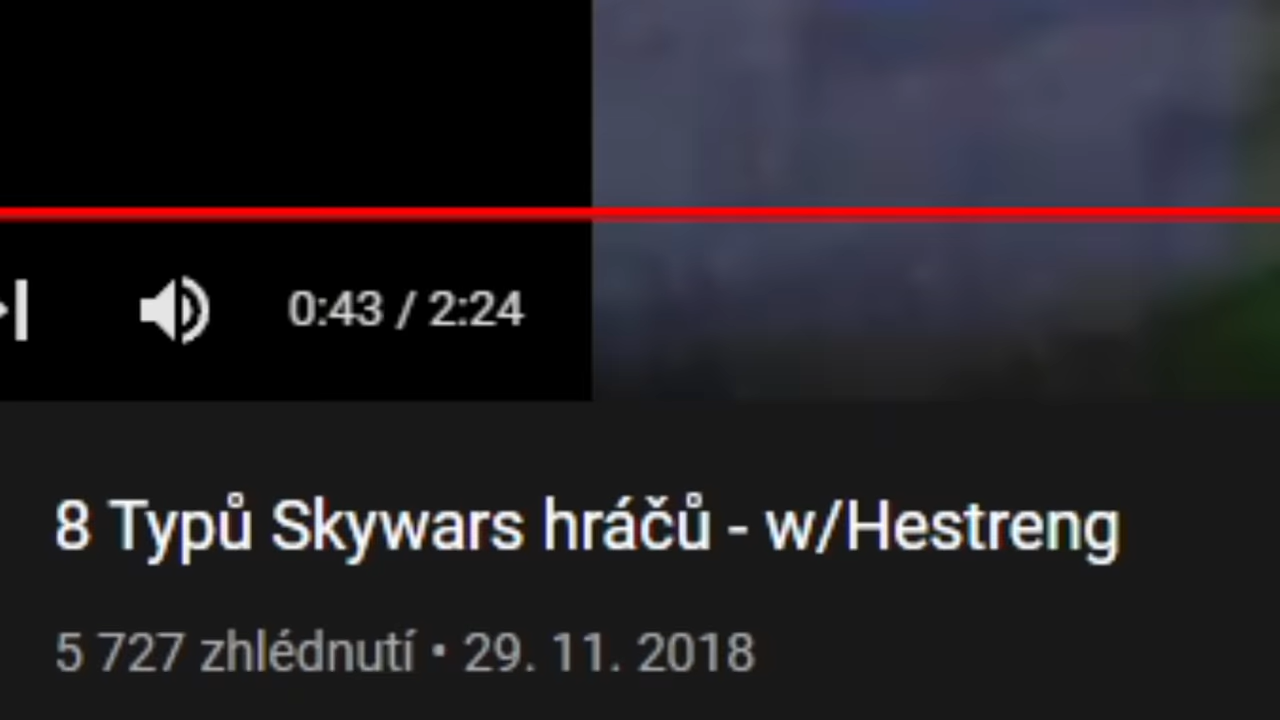 0:43 / 2:24
8 Typů Skywars hráčů - w/Hestreng
5 727 zhlédnutí • 29. 11. 2018